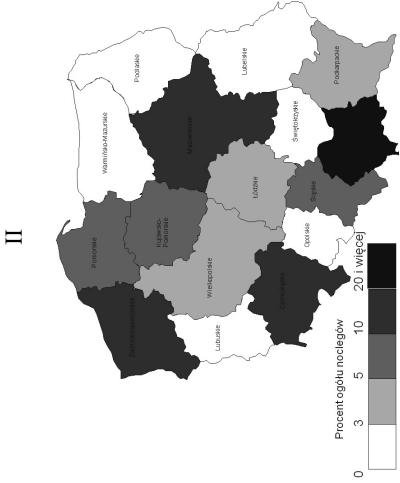 II
Podlaskie
Lubelskie
Podkarpackie
Warmińsko-Mazurskie
Mazowieckie
Świętokrzyskie
Pomorskie
Kujawsko-
Pomorskie
Łódzkie
Śląskie
Zachodniopomorskie
Wielkopolskie
Opolskie
Lubuskie
Dolnośląskie
Procent ogółu noclegów
0 3 5 10 20 i więcej